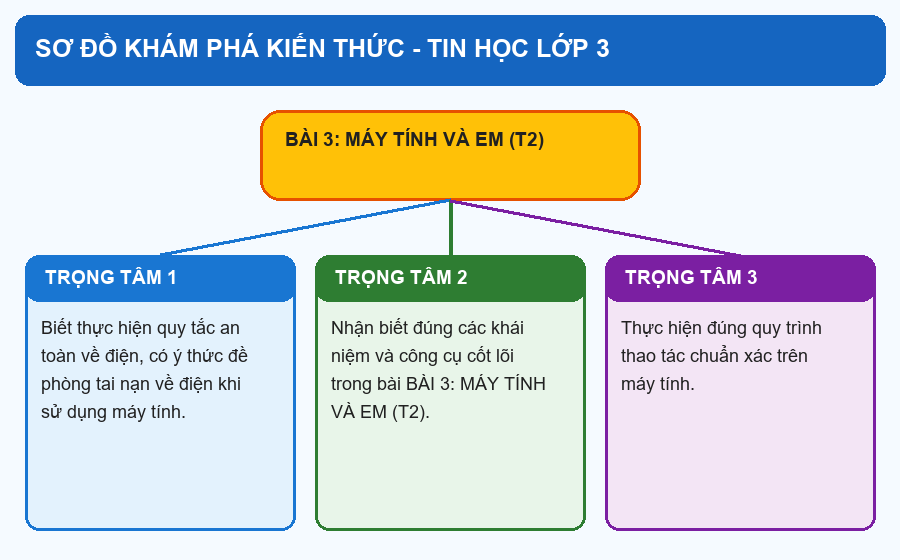 SƠ ĐỒ KHÁM PHÁ KIẾN THỨC - TIN HỌC LỚP 3
BÀI 3: MÁY TÍNH VÀ EM (T2)
TRỌNG TÂM 1
Biết thực hiện quy tắc an
toàn về điện, có ý thức đề
phòng tai nạn về điện khi
sử dụng máy tính.
TRỌNG TÂM 2
Nhận biết đúng các khái
niệm và công cụ cốt lõi
trong bài BÀI 3: MÁY TÍNH
VÀ EM (T2).
TRỌNG TÂM 3
Thực hiện đúng quy trình
thao tác chuẩn xác trên
máy tính.